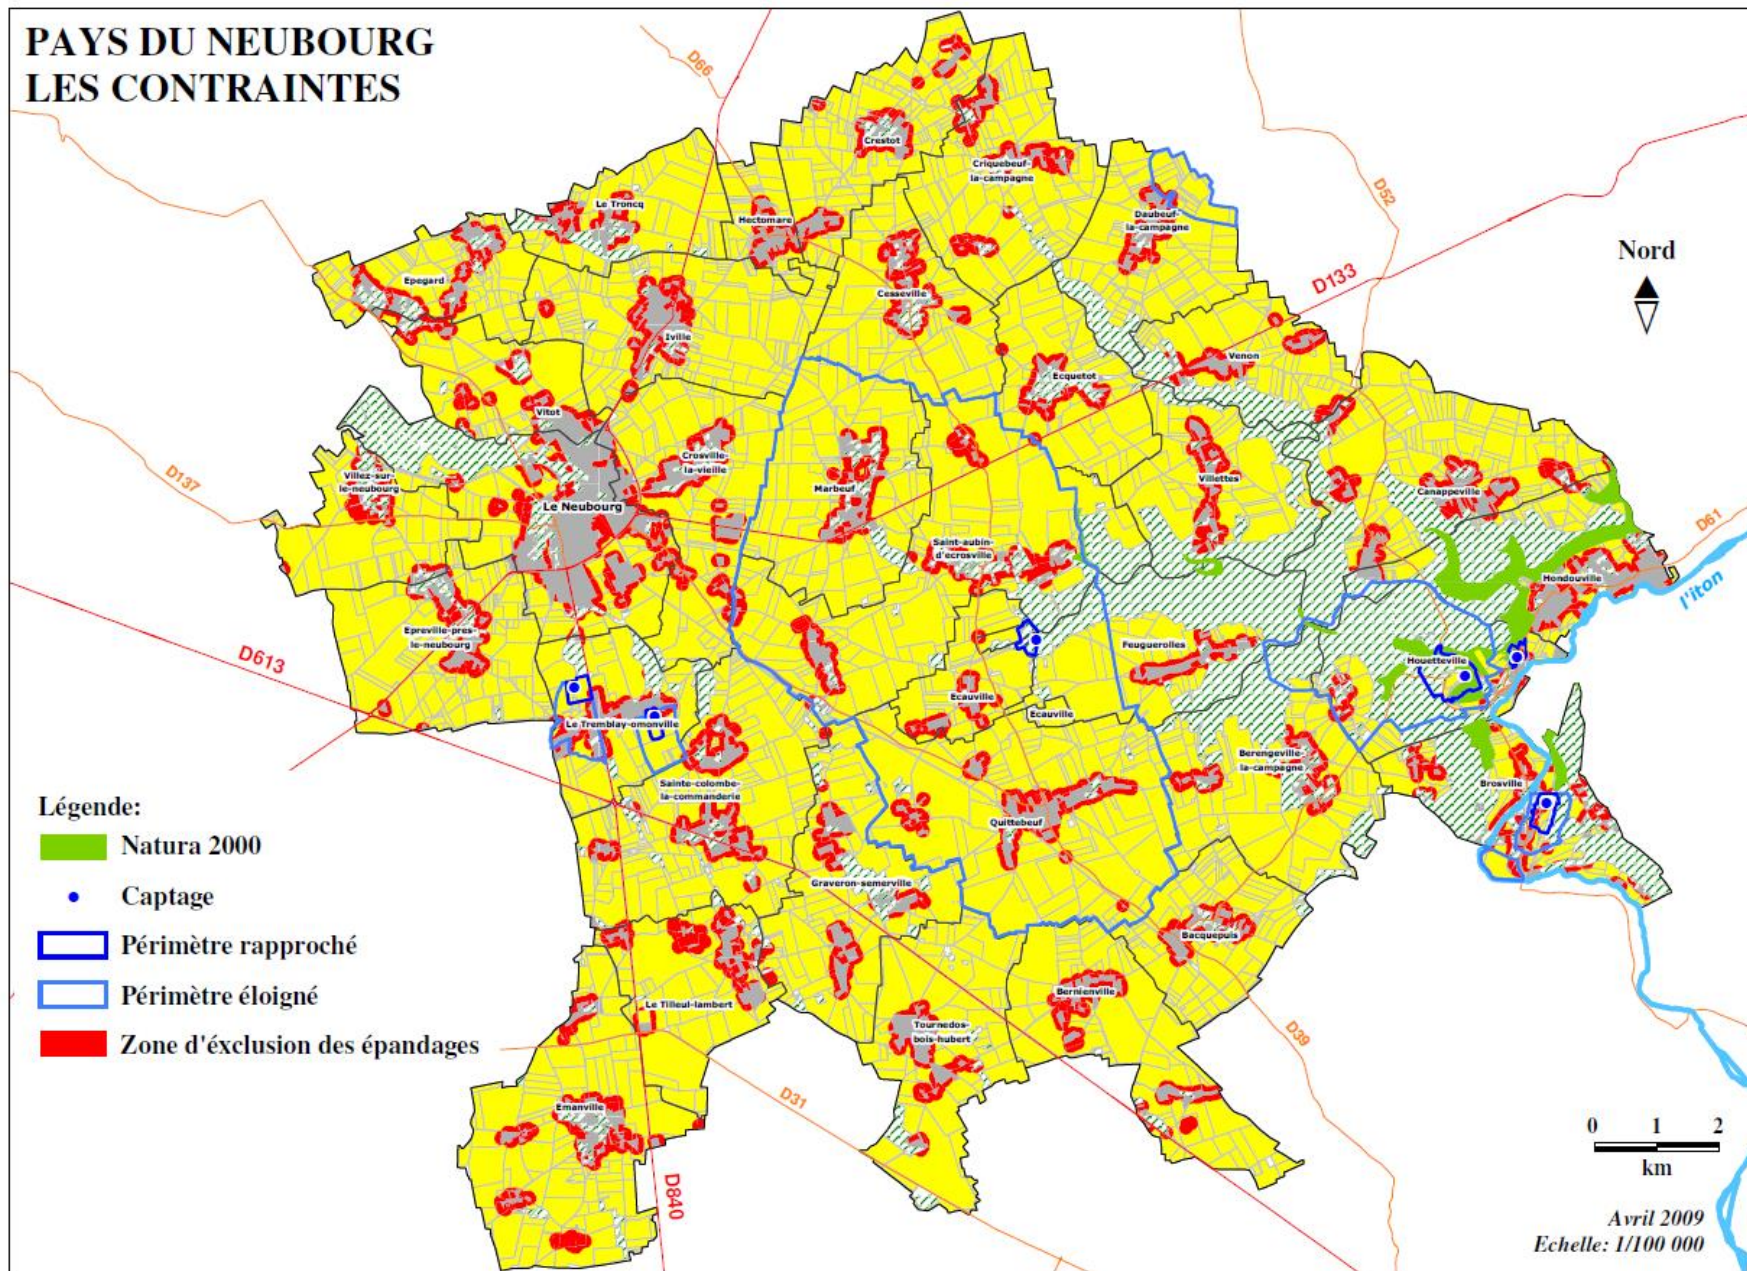 PAYS DU NEUBOURG
LES CONTRAINTES
D66
Crestot
Criquebeuf-
la-campagne
D52
Le Troncq
Hectomare
Daubeuf-
la-campagne
Nord
Epegard
Cesseville
D133
Iville
Venon
Ecquetot
Vitot
Crosville-
la-vieille
D137
Villez-sur-
le-neubourg
Marbeuf
Villettes
Canappeville
Le Neubourg
D61
Saint-aubin-
d'ecrosville
Hondouville
l'iton
Epreville-pres-
le-neubourg
Feuguerolles
D613
Houetteville
Ecauville
Ecauville
Le Tremblay-omonville
Berengeville-
la-campagne
Sainte-colombe-
la-commanderie
Brosville
Légende:
Quittebeuf
Natura 2000
Graveron-semerville
Captage
Bacquepuis
Périmètre rapproché
Périmètre éloigné
Bernienville
Le Tilleul-lambert
Tournedos-
bois-hubert
D39
Zone d'éxclusion des épandages
D31
Emanville
0 1 2
km
D840
Avril 2009
Echelle: 1/100 000